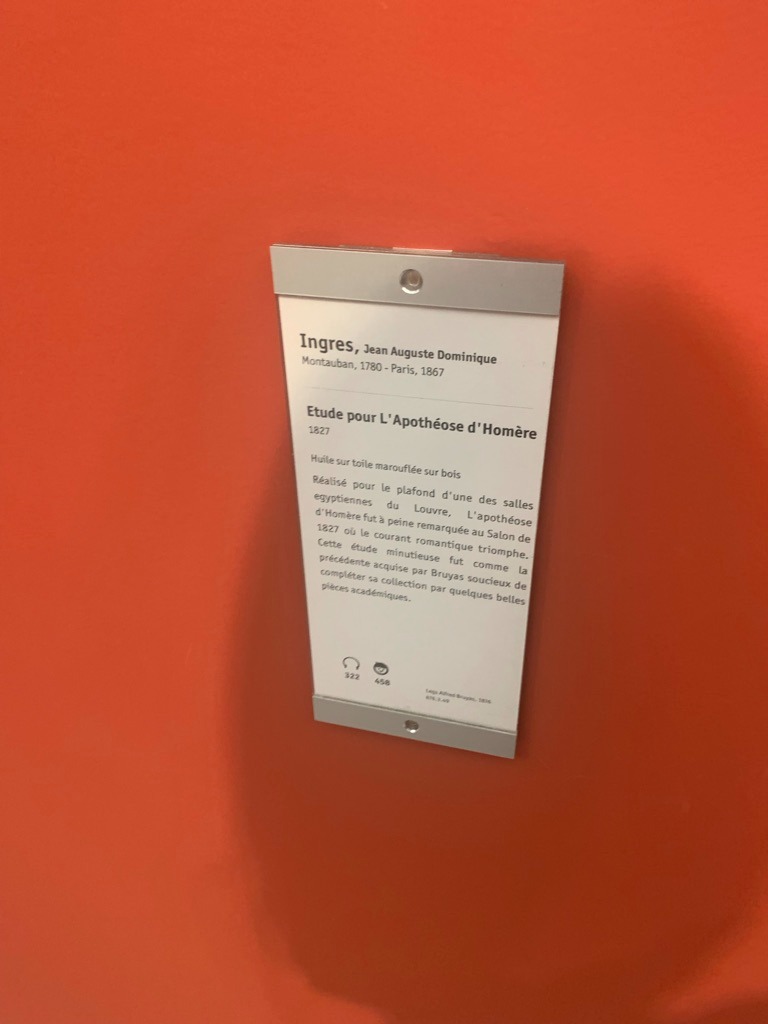 Ingres, Jean Auguste Dominique
Montauban, 1780 - Paris, 1867
Etude pour L'Apothéose d'Homère
1827
Huile sur toile marouflée sur bois
Réalisé pour le plafond d'une des salles
egyptiennes du Louvre, L'apothéose
d'Homère fut à peine remarquée au Salon de
1827 où le courant romantique triomphe.
Cette étude minutieuse fut comme la
précédente acquise par Bruyas soucieux de
compléter sa collection par quelques belles
pièces académiques.
322 458
Legs Alfred Bruyas,